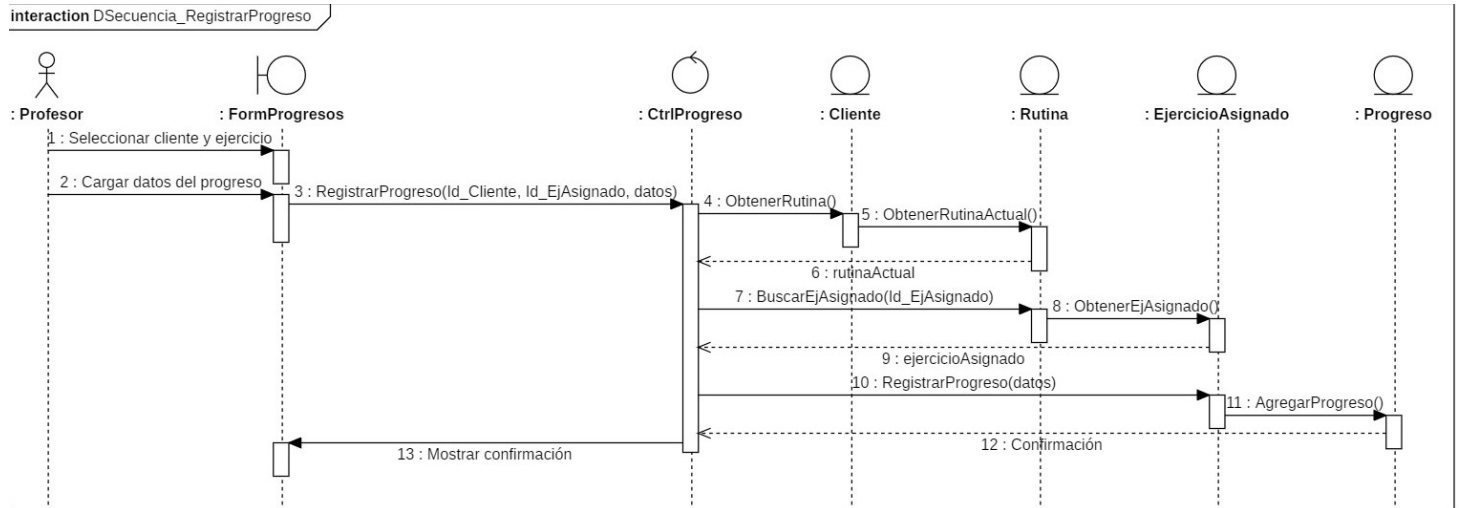 interaction DSecuencia_RegistrarProgreso
: Profesor
: FormProgresos
: CtrlProgreso
: Cliente
: Rutina
: EjercicioAsignado
: Progreso
1 : Seleccionar cliente y ejercicio
2 : Cargar datos del progreso
3 : RegistrarProgreso(Id_Cliente, Id_EjAsignado, datos)
4 : ObtenerRutina()
5 : ObtenerRutinaActual()
6 : rutinaActual
7 : BuscarEjAsignado(Id_EjAsignado)
8 : ObtenerEjAsignado()
9 : ejercicioAsignado
10 : RegistrarProgreso(datos)
11 : AgregarProgreso()
12 : Confirmación
13 : Mostrar confirmación